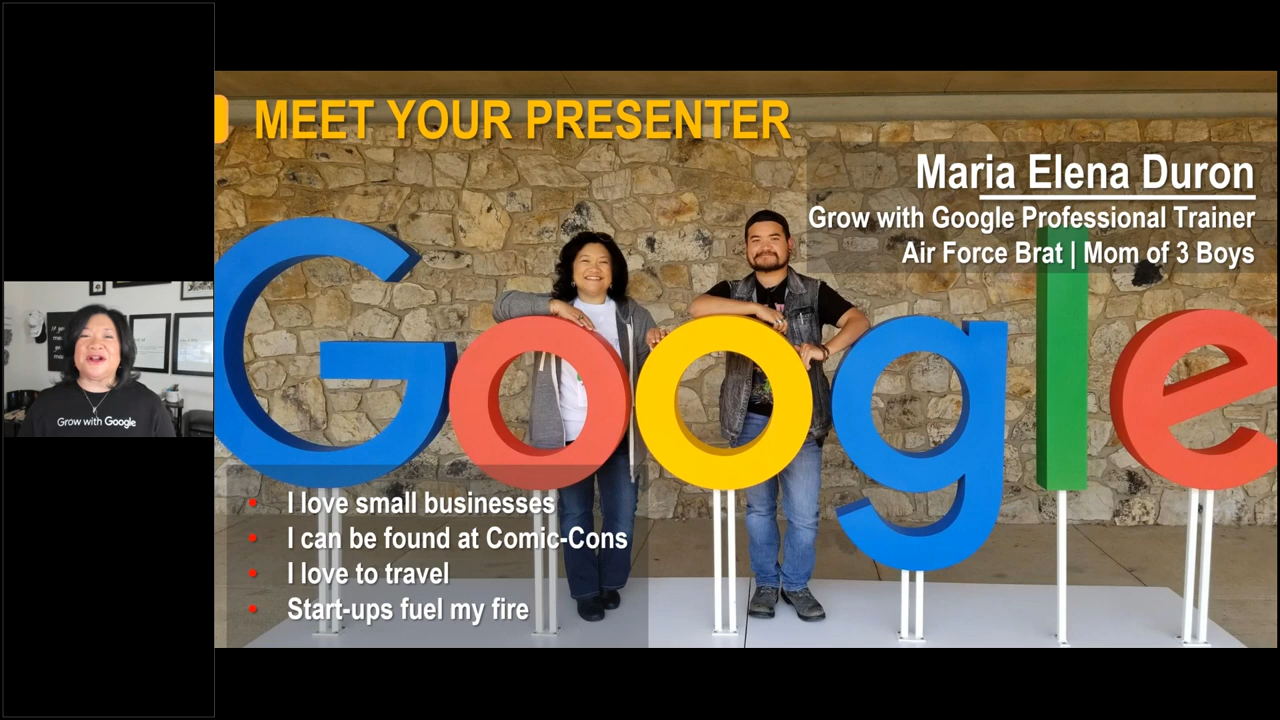 MEET YOUR PRESENTER
Maria Elena Duron
Grow with Google Professional Trainer
Air Force Brat | Mom of 3 Boys
Google
Grow with Google
• I love small businesses
• I can be found at Comic-Cons
• I love to travel
• Start-ups fuel my fire